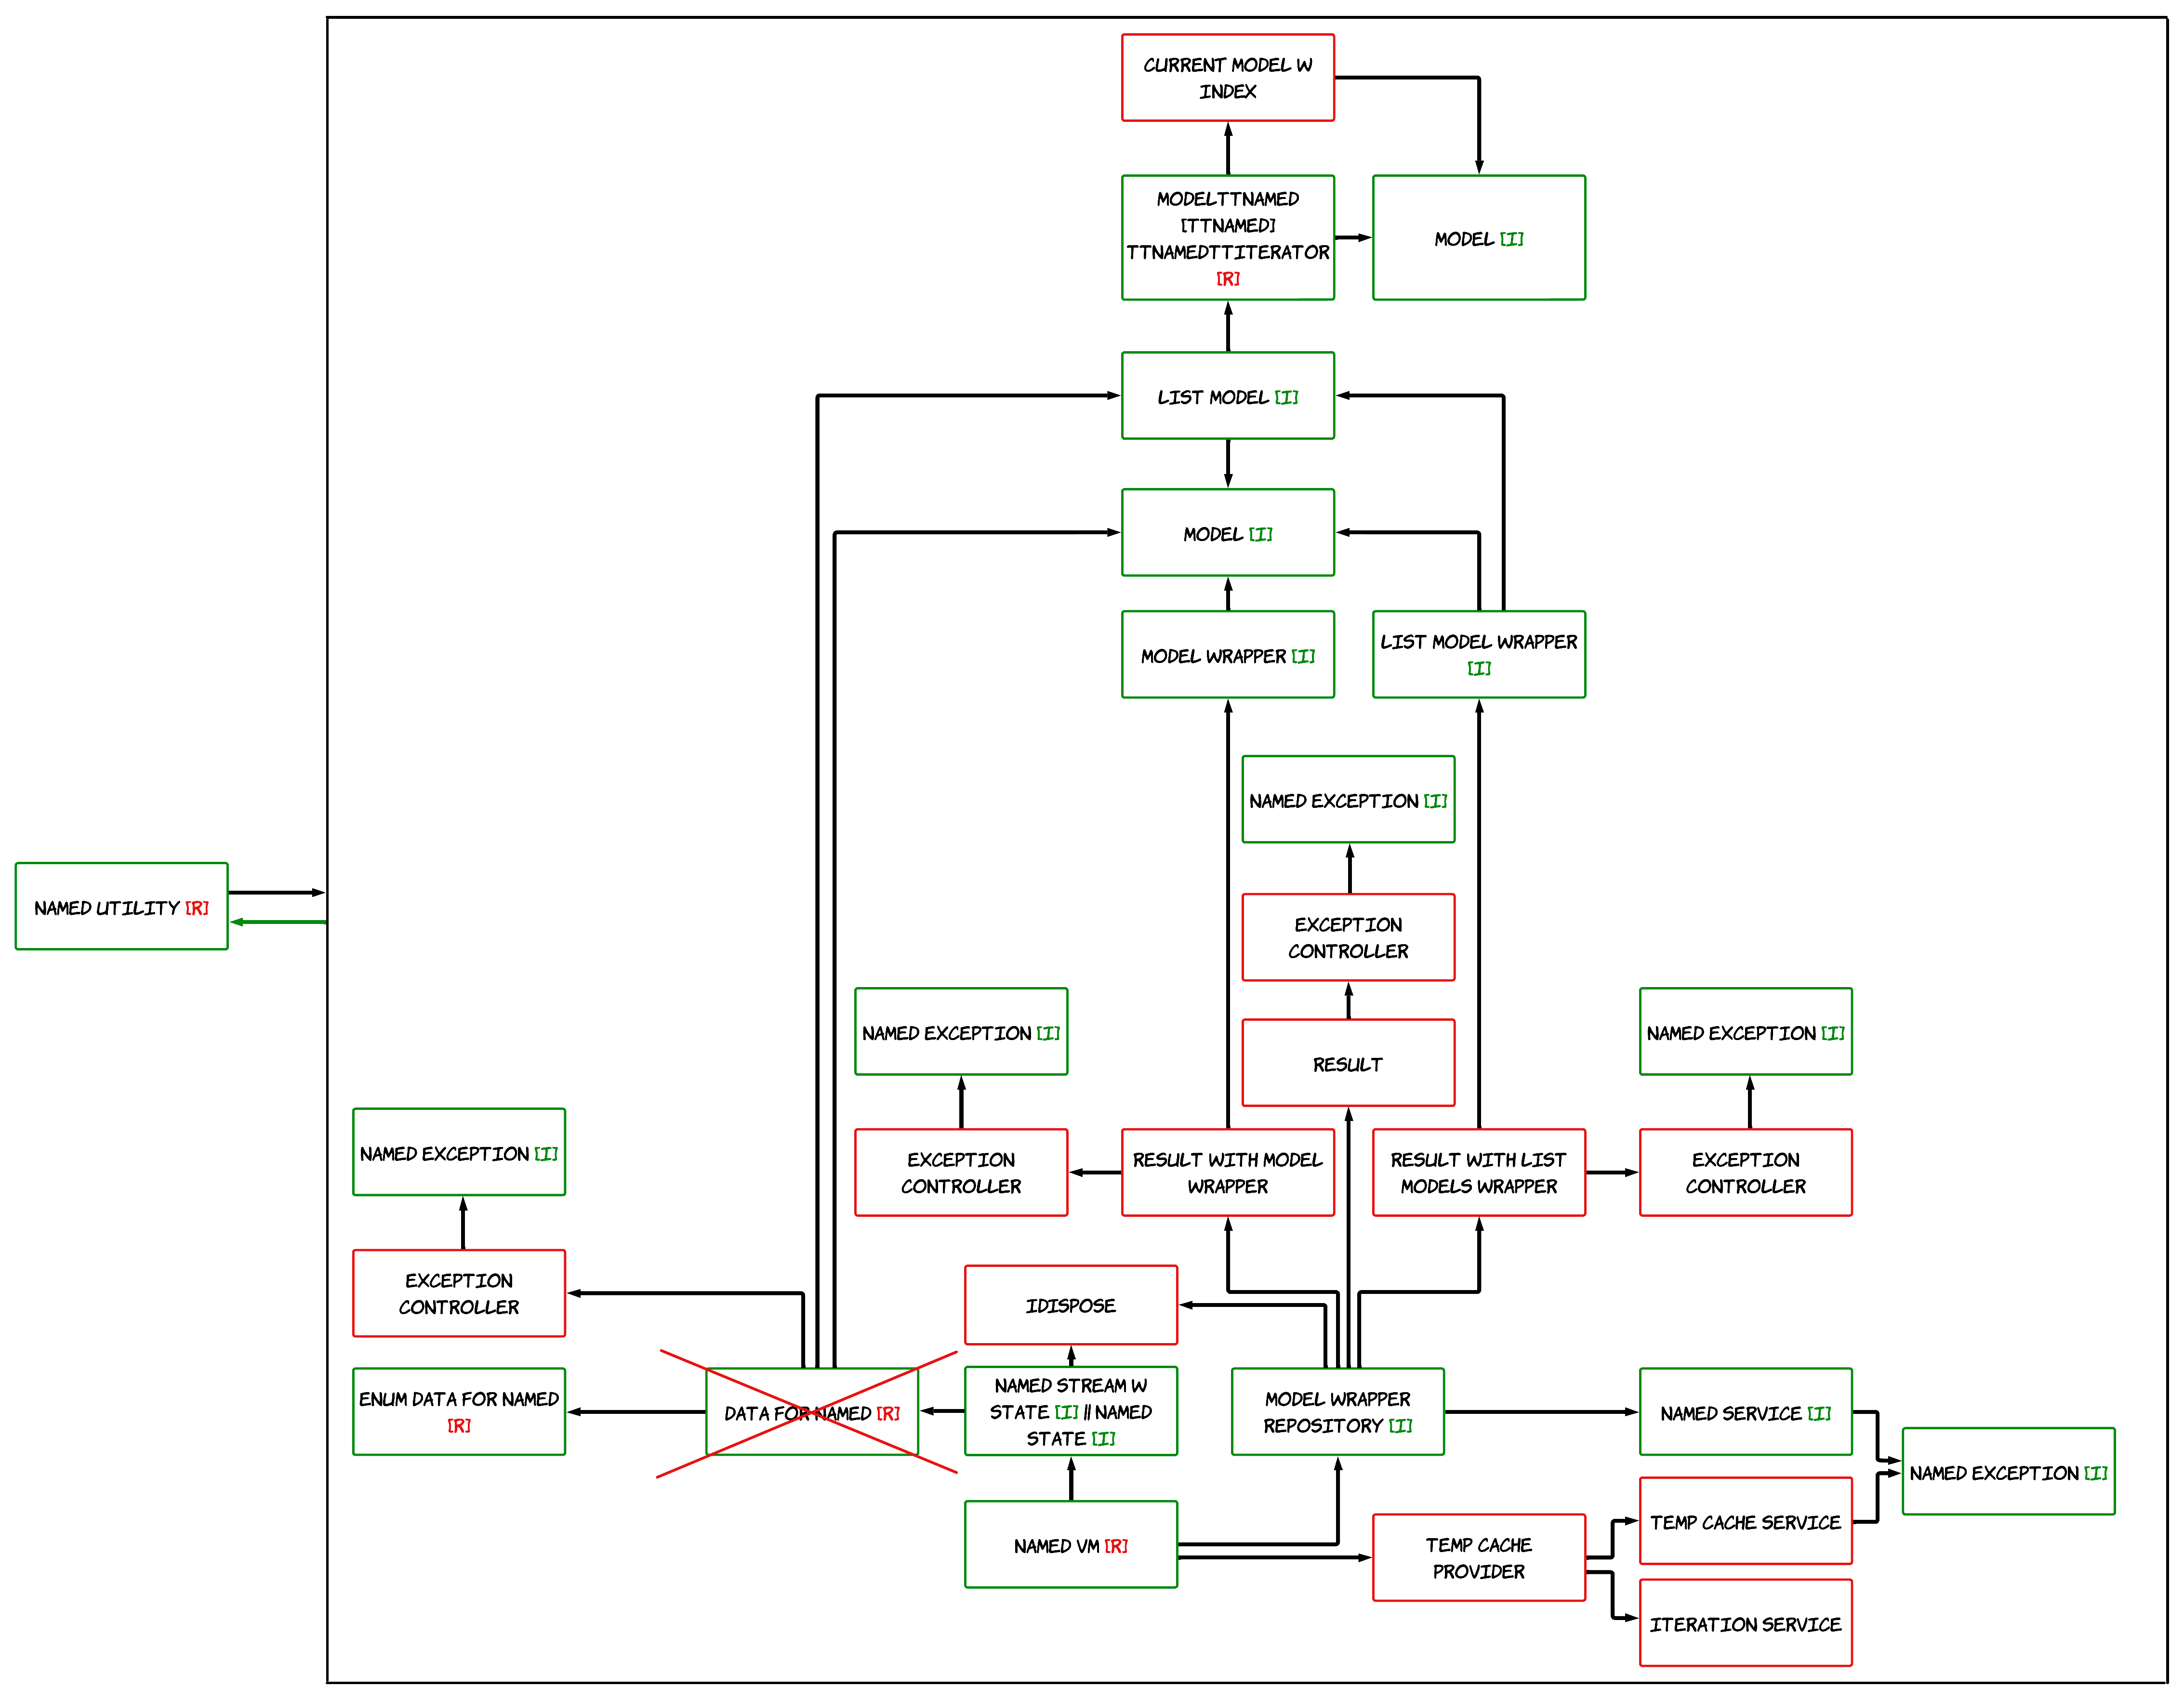 CURRENT MODEL W
INDEX
MODELTTNAMED
[TTNAMED]
TTNAMEDTTITERATOR
[R]
MODEL [I]
LIST MODEL [I]
MODEL [I]
MODEL WRAPPER [I]
LIST MODEL WRAPPER
[I]
NAMED EXCEPTION [I]
NAMED UTILITY [R]
EXCEPTION
CONTROLLER
NAMED EXCEPTION [I]
RESULT
NAMED EXCEPTION [I]
NAMED EXCEPTION [I]
EXCEPTION
CONTROLLER
RESULT WITH MODEL
WRAPPER
RESULT WITH LIST
MODELS WRAPPER
EXCEPTION
CONTROLLER
EXCEPTION
CONTROLLER
IDISPOSE
ENUM DATA FOR NAMED
[R]
DATA FOR NAMED [R]
NAMED STREAM W
STATE [I] || NAMED
STATE [I]
MODEL WRAPPER
REPOSITORY [I]
NAMED SERVICE [I]
NAMED EXCEPTION [I]
TEMP CACHE SERVICE
NAMED VM [R]
TEMP CACHE
PROVIDER
ITERATION SERVICE